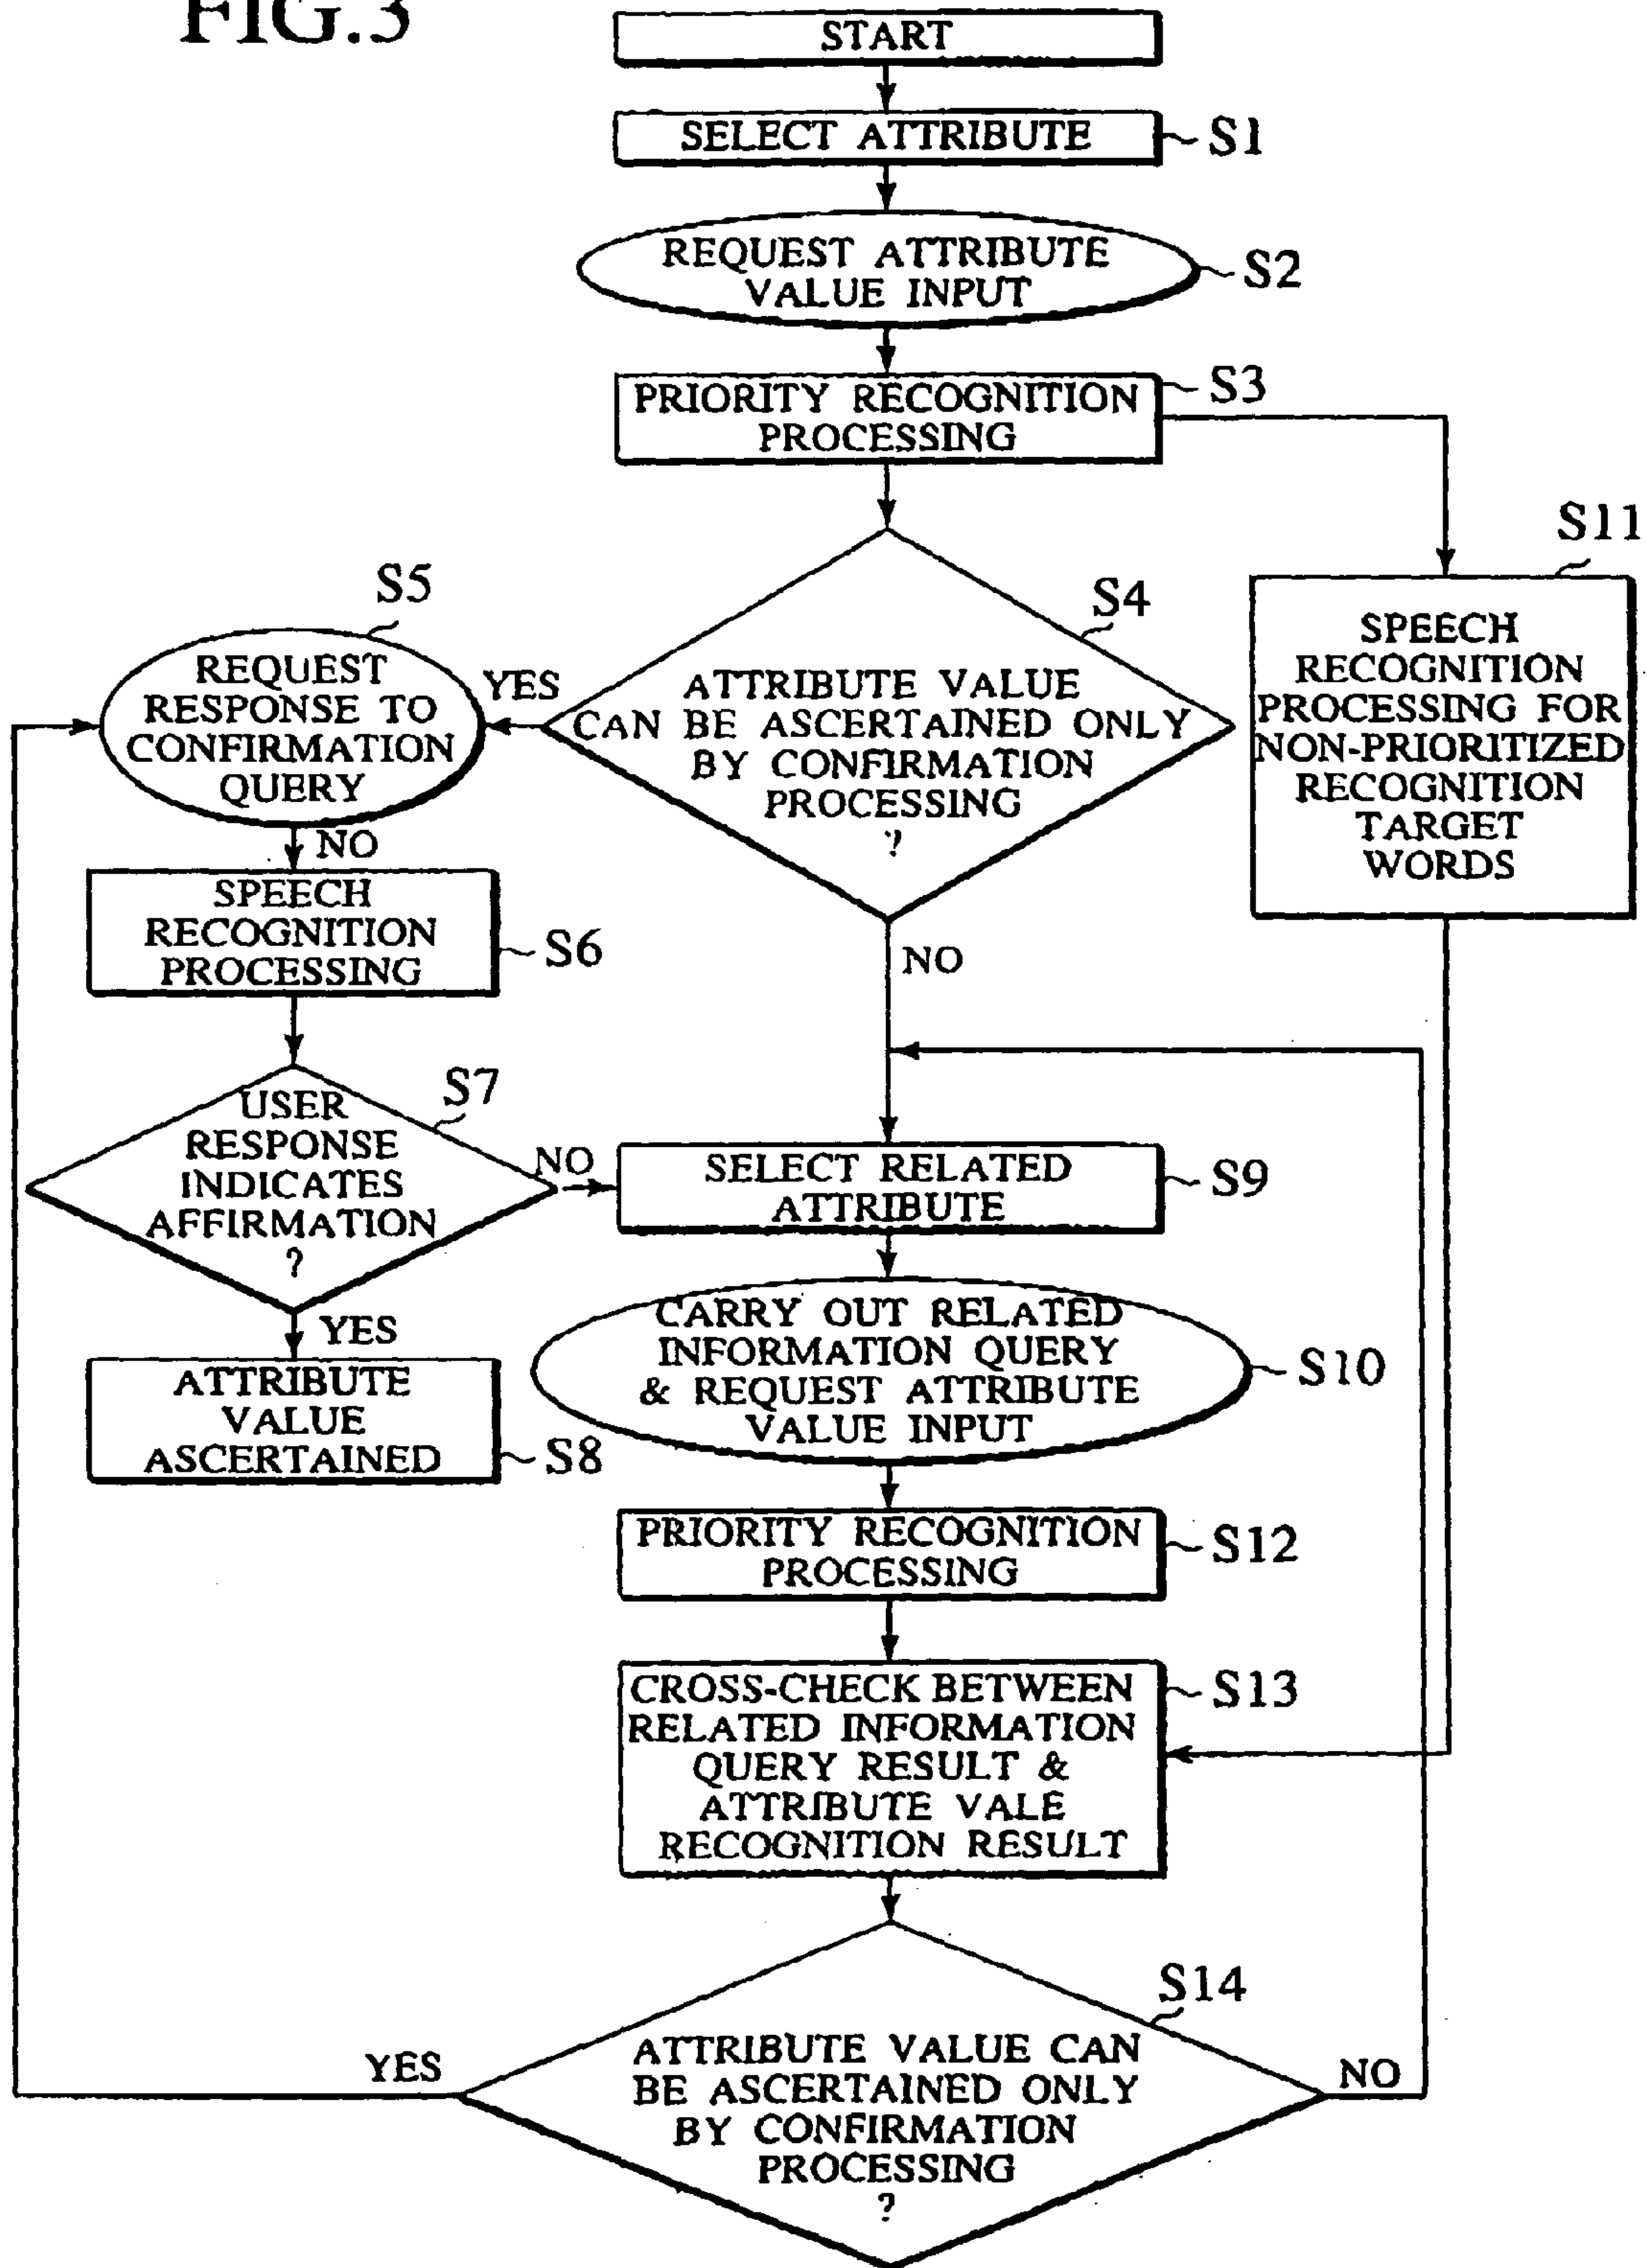 FIG.3
START
SELECT ATTRIBUTE
S1
REQUEST ATTRIBUTE
VALUE INPUT
S2
PRIORITY RECOGNITION
PROCESSING
S3
S11
SPEECH
RECOGNITION
PROCESSING FOR
NON-PRIORITIZED
RECOGNITION
TARGET
WORDS
S4
ATTRIBUTE VALUE
CAN BE ASCERTAINED ONLY
BY CONFIRMATION
PROCESSING
?
YES
NO
S5
REQUEST
RESPONSE TO
CONFIRMATION
QUERY
NO
SPEECH
RECOGNITION
PROCESSING
S6
S7
USER
RESPONSE
INDICATES
AFFIRMATION
?
NO
YES
ATTRIBUTE
VALUE
ASCERTAINED
S8
SELECT RELATED
ATTRIBUTE
S9
CARRY OUT RELATED
INFORMATION QUERY
& REQUEST ATTRIBUTE
VALUE INPUT
S10
PRIORITY RECOGNITION
PROCESSING
S12
CROSS-CHECK BETWEEN
RELATED INFORMATION
QUERY RESULT &
ATTRIBUTE VALE
RECOGNITION RESULT
S13
S14
ATTRIBUTE VALUE CAN
BE ASCERTAINED ONLY
BY CONFIRMATION
PROCESSING
?
YES
NO